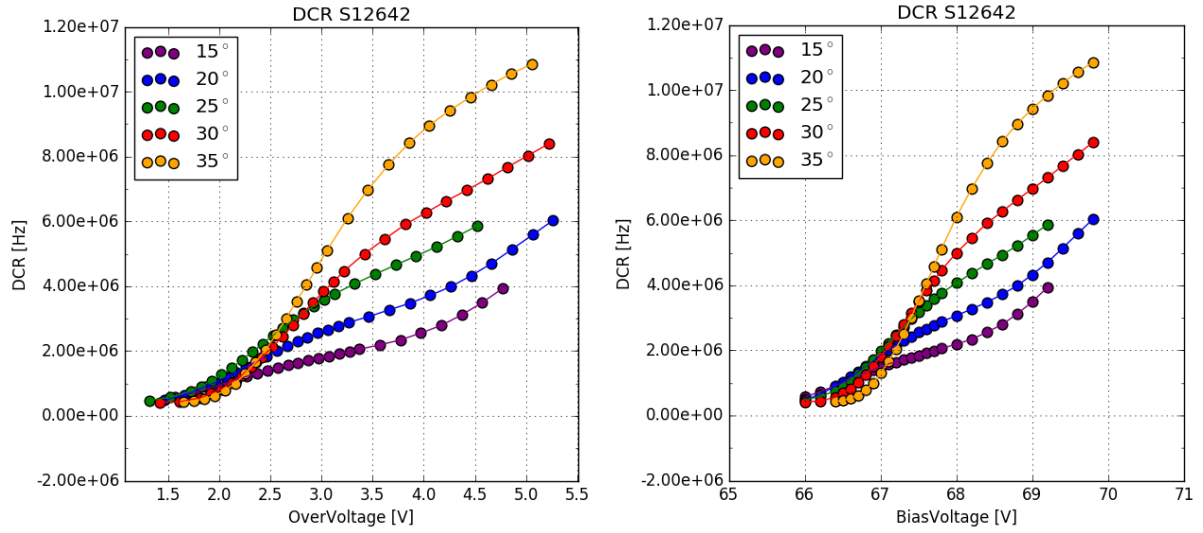 DCR S12642
1.20e+07
1.00e+07
8.00e+06
6.00e+06
4.00e+06
2.00e+06
0.00e+00
-2.00e+06
DCR [Hz]
15°
20°
25°
30°
35°
1.5 2.0 2.5 3.0 3.5 4.0 4.5 5.0 5.5
OverVoltage [V]
DCR S12642
1.20e+07
1.00e+07
8.00e+06
6.00e+06
4.00e+06
2.00e+06
0.00e+00
-2.00e+06
DCR [Hz]
15°
20°
25°
30°
35°
65 66 67 68 69 70 71
BiasVoltage [V]